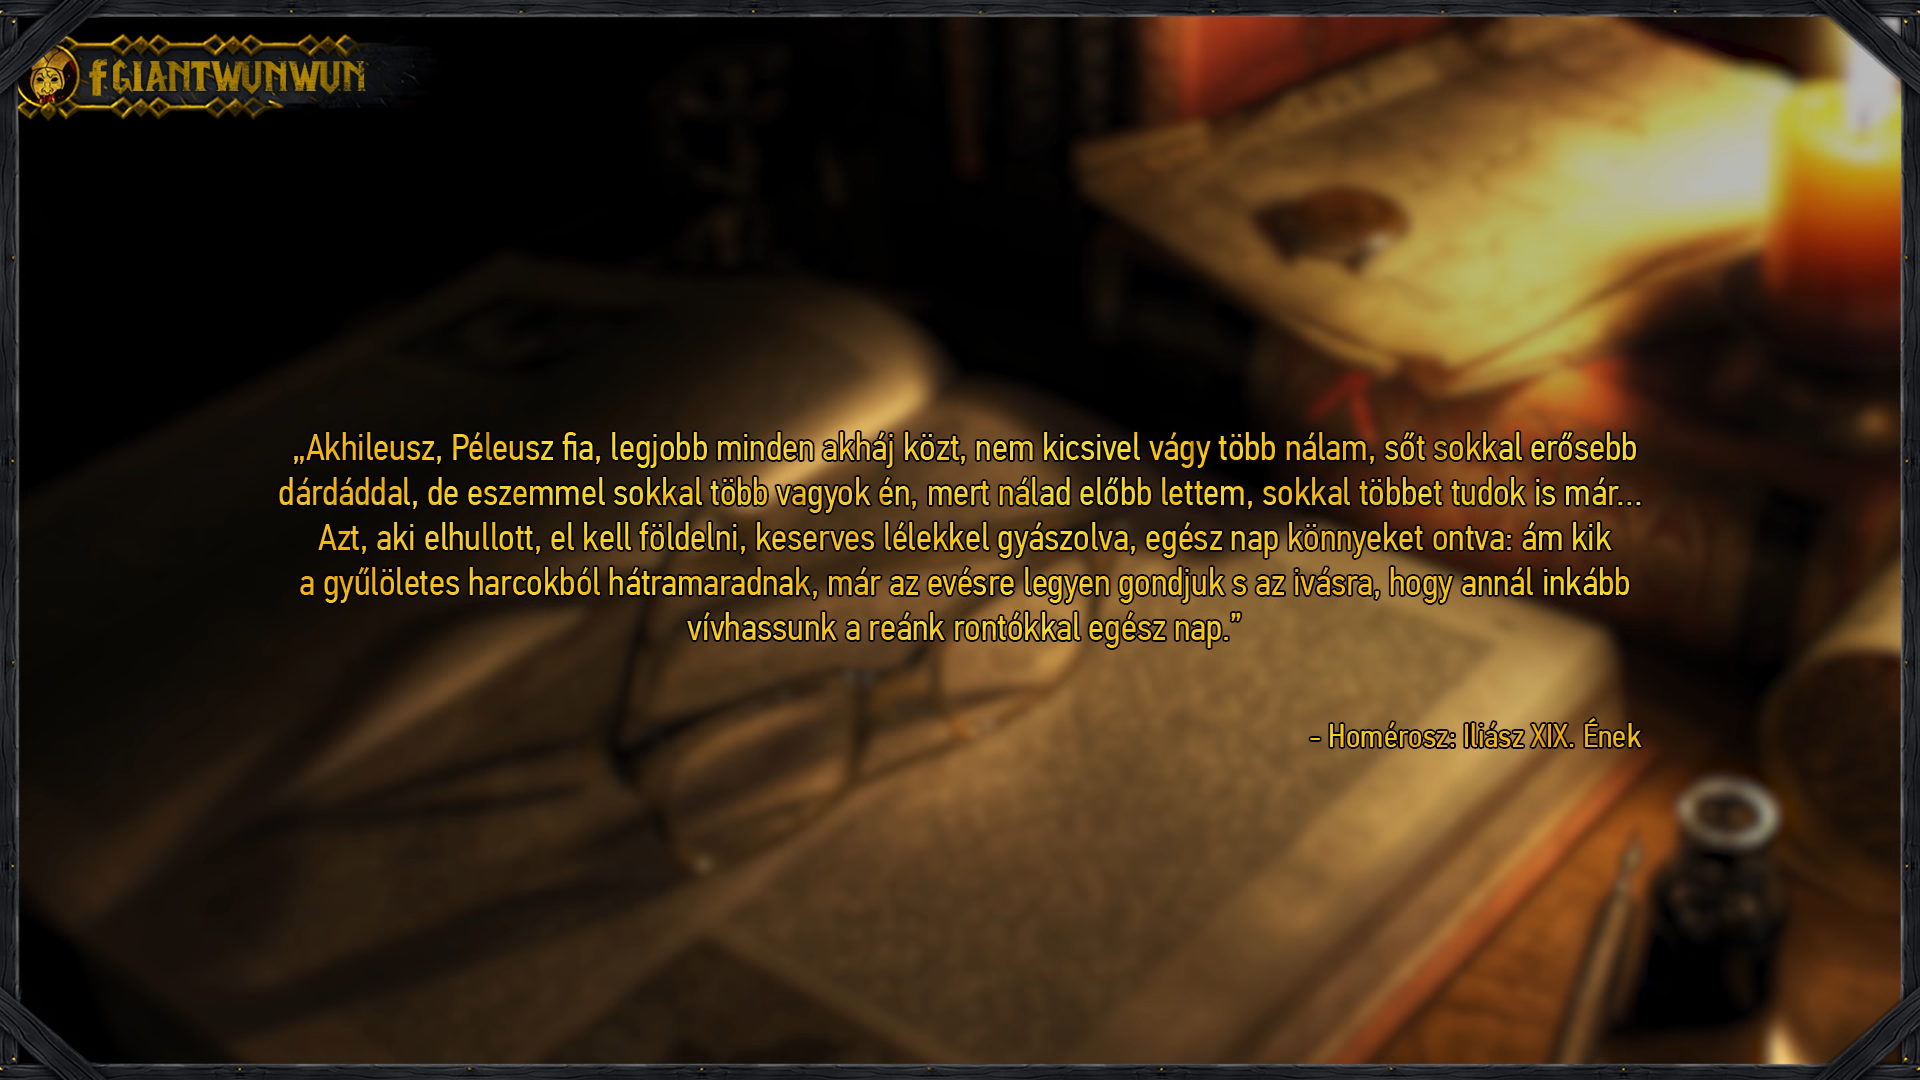 FGIANTWUNWUN
„Akhileusz, Péleusz fia, legjobb minden akháj közt, nem kicsivel vágy több nálam, sőt sokkal erősebb
dárdáddal, de eszemmel sokkal több vagyok én, mert nálad előbb lettem, sokkal többet tudok is már...
Azt, aki elhullott, el kell földelni, keserves lélekkel gyászolva, egész nap könnyeket ontva: ám kik
a gyűlöletes harcokból hátramaradnak, már az evésre legyen gondjuk s az ivásra, hogy annál inkább
vívhassunk a reánk rontókkal egész nap.”
- Homérosz: Iliász XIX. Ének